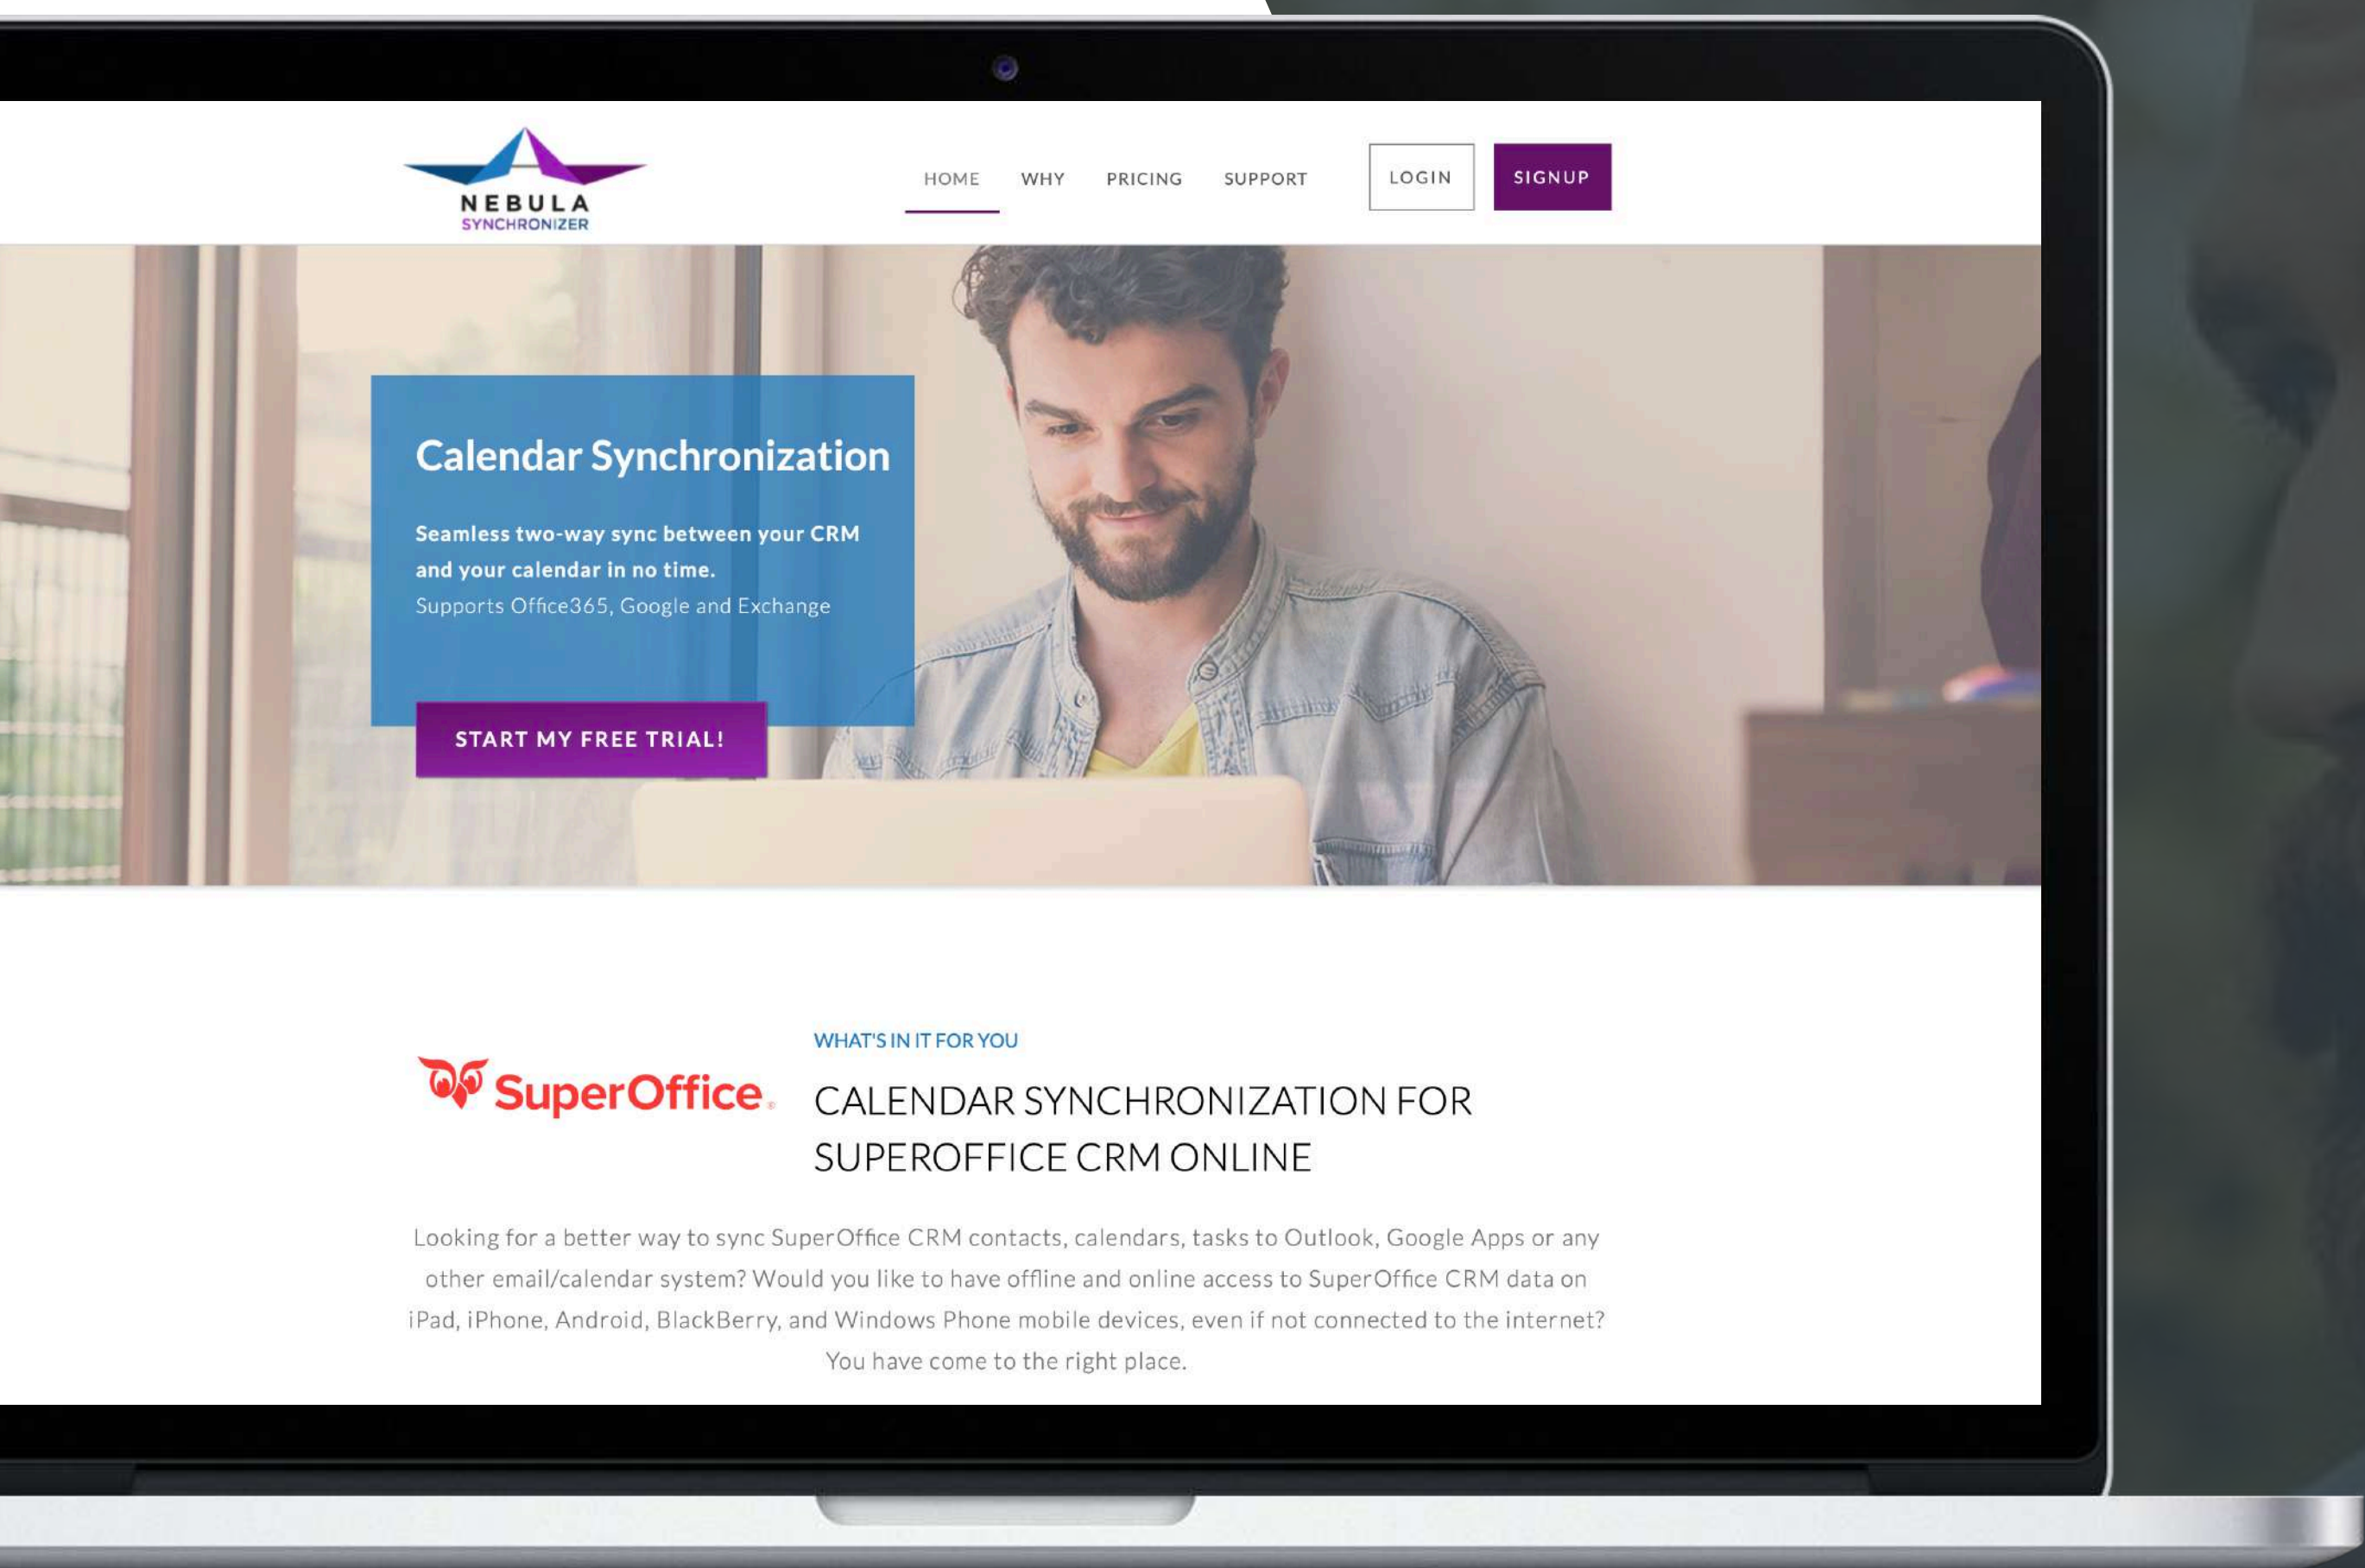 NEBULA
SYNCHRONIZER
HOME WHY PRICING SUPPORT LOGIN SIGNUP
Calendar Synchronization
Seamless two-way sync between your CRM
and your calendar in no time.
Supports Office365, Google and Exchange
START MY FREE TRIAL!
SuperOffice®
WHAT'S IN IT FOR YOU
CALENDAR SYNCHRONIZATION FOR
SUPEROFFICE CRM ONLINE
Looking for a better way to sync SuperOffice CRM contacts, calendars, tasks to Outlook, Google Apps or any
other email/calendar system? Would you like to have offline and online access to SuperOffice CRM data on
iPad, iPhone, Android, BlackBerry, and Windows Phone mobile devices, even if not connected to the internet?
You have come to the right place.